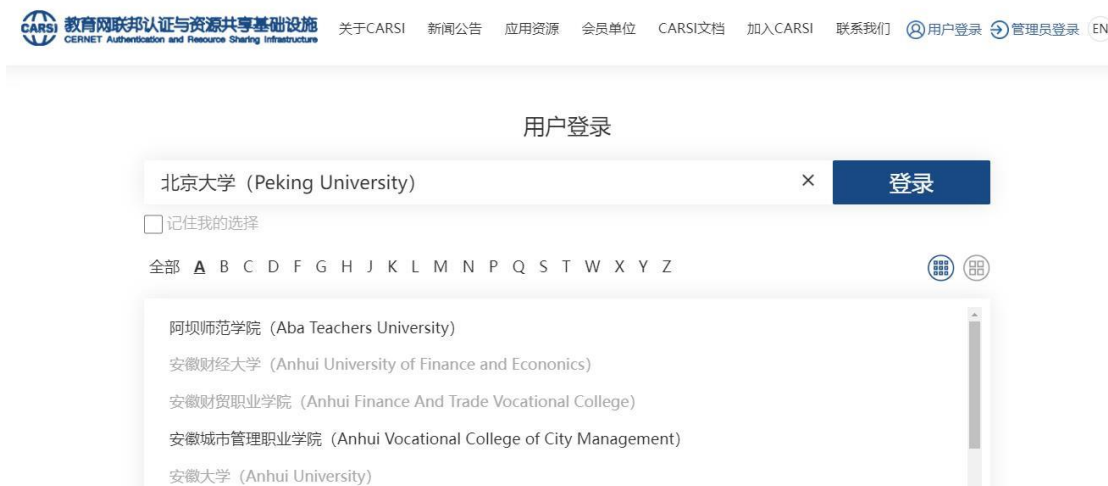 CARSI 教育网联邦认证与资源共享基础设施 关于CARSI 新闻公告 应用资源 会员单位 CARSI文档 加入CARSI 联系我们 用户登录 管理员登录 EN
CERNET Authentication and Resource Sharing Infrastructure
用户登录
北京大学（Peking University） × 登录
记住我的选择
全部 A B C D F G H J K L M N P Q S T W X Y Z
阿坝师范学院（Aba Teachers University）
安徽财经大学（Anhui University of Finance and Econonics）
安徽财贸职业学院（Anhui Finance And Trade Vocational College）
安徽城市管理职业学院（Anhui Vocational College of City Management）
安徽大学（Anhui University）